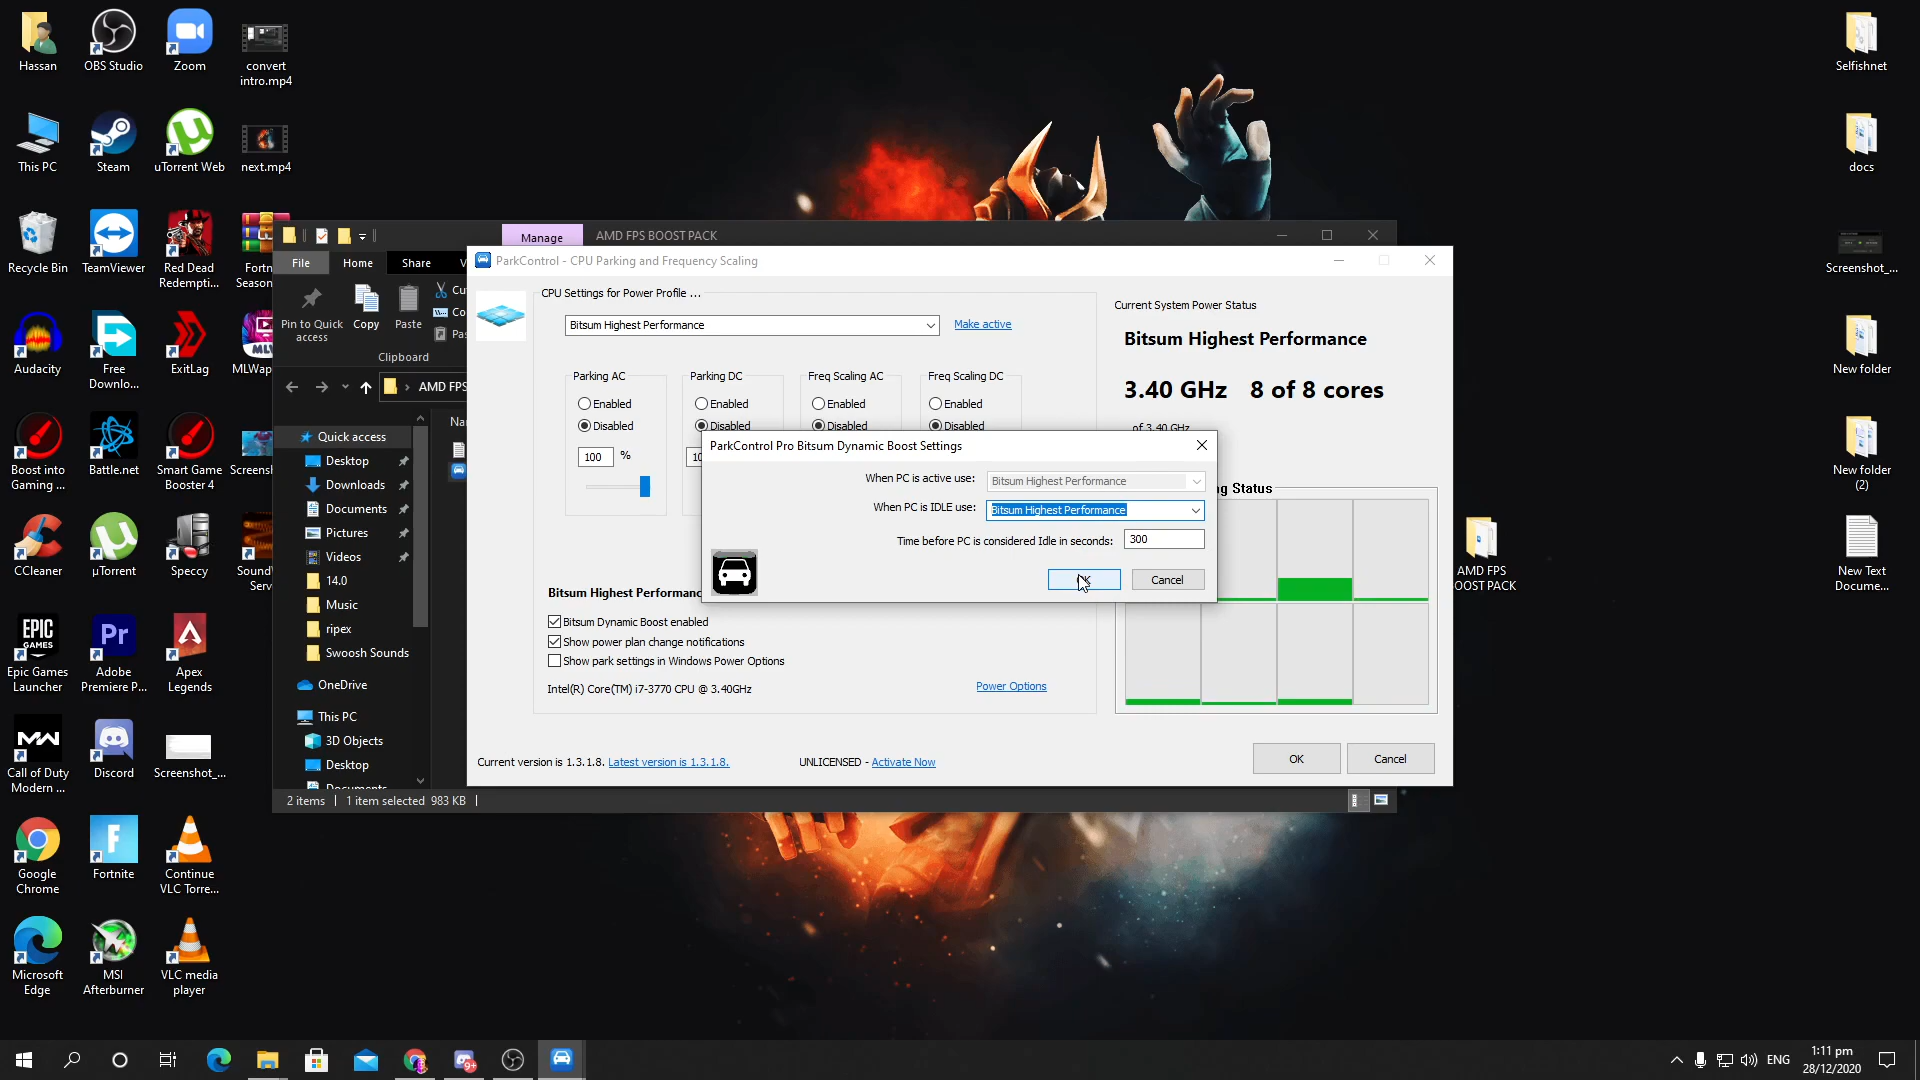 Hassan
OBS Studio
Zoom
convert
intro.mp4
Selfishnet
This PC
Steam
uTorrent Web
next.mp4
docs
Recycle Bin
TeamViewer
Red Dead
Redempti...
Fortn
Season
Screenshot_...
Audacity
Free
Downlo...
ExitLag
MLWap
New folder
Boost into
Gaming ...
Battle.net
Smart Game
Booster 4
Screensl
New folder
(2)
CCleaner
µTorrent
Speccy
Sound
Serv
AMD FPS
BOOST PACK
New Text
Docume...
EPIC
GAMES
Epic Games
Launcher
Pr
Adobe
Premiere P...
Apex
Legends
Call of Duty
Modern ...
Discord
Screenshot_...
Google
Chrome
Fortnite
Continue
VLC Torre...
Microsoft
Edge
MSI
Afterburner
VLC media
player
Manage
AMD FPS BOOST PACK
File
Home
Share
V
Pin to Quick
access
Copy
Paste
Cu
Co
Pas
Clipboard
AMD FPS
Na
Quick access
Desktop
Downloads
Documents
Pictures
Videos
14.0
Music
ripex
Swoosh Sounds
OneDrive
This PC
3D Objects
Desktop
Documents
2 items
1 item selected 983 KB
ParkControl - CPU Parking and Frequency Scaling
CPU Settings for Power Profile ...
Bitsum Highest Performance
Make active
Parking AC
Parking DC
Freq Scaling AC
Freq Scaling DC
Enabled
Enabled
Enabled
Enabled
Disabled
Disabled
Disabled
Disabled
100
%
10
Current System Power Status
Bitsum Highest Performance
3.40 GHz 8 of 8 cores
of 3.40 GHz
g Status
ParkControl Pro Bitsum Dynamic Boost Settings
When PC is active use:
Bitsum Highest Performance
When PC is IDLE use:
Bitsum Highest Performance
Time before PC is considered Idle in seconds:
300
OK
Cancel
Bitsum Highest Performanc
Bitsum Dynamic Boost enabled
Show power plan change notifications
Show park settings in Windows Power Options
Intel(R) Core(TM) i7-3770 CPU @ 3.40GHz
Power Options
Current version is 1.3.1.8. Latest version is 1.3.1.8.
UNLICENSED - Activate Now
OK
Cancel
9+
ENG
1:11 pm
28/12/2020